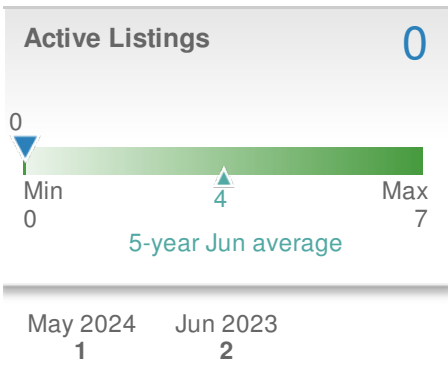 Active Listings 0
0
Min Max
0 4 7
5-year Jun average
May 2024 Jun 2023
1 2